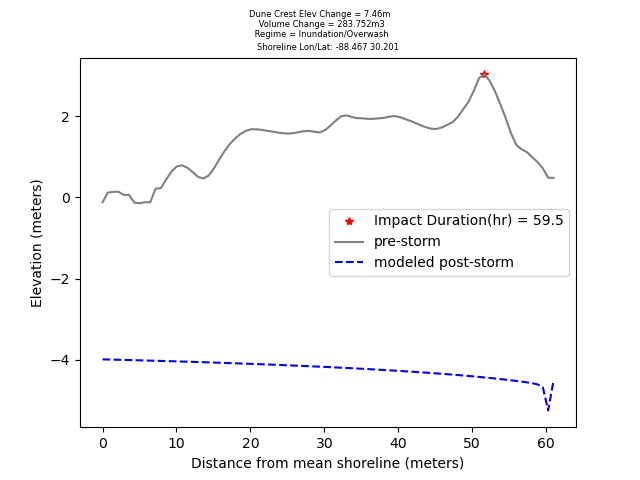 Dune Crest Elev Change = 7.46m
Volume Change = 283.752m3
Regime = Inundation/Overwash
Shoreline Lon/Lat: -88.467 30.201
2
0
−2
−4
Elevation (meters)
Impact Duration(hr) = 59.5
pre-storm
modeled post-storm
0 10 20 30 40 50 60
Distance from mean shoreline (meters)